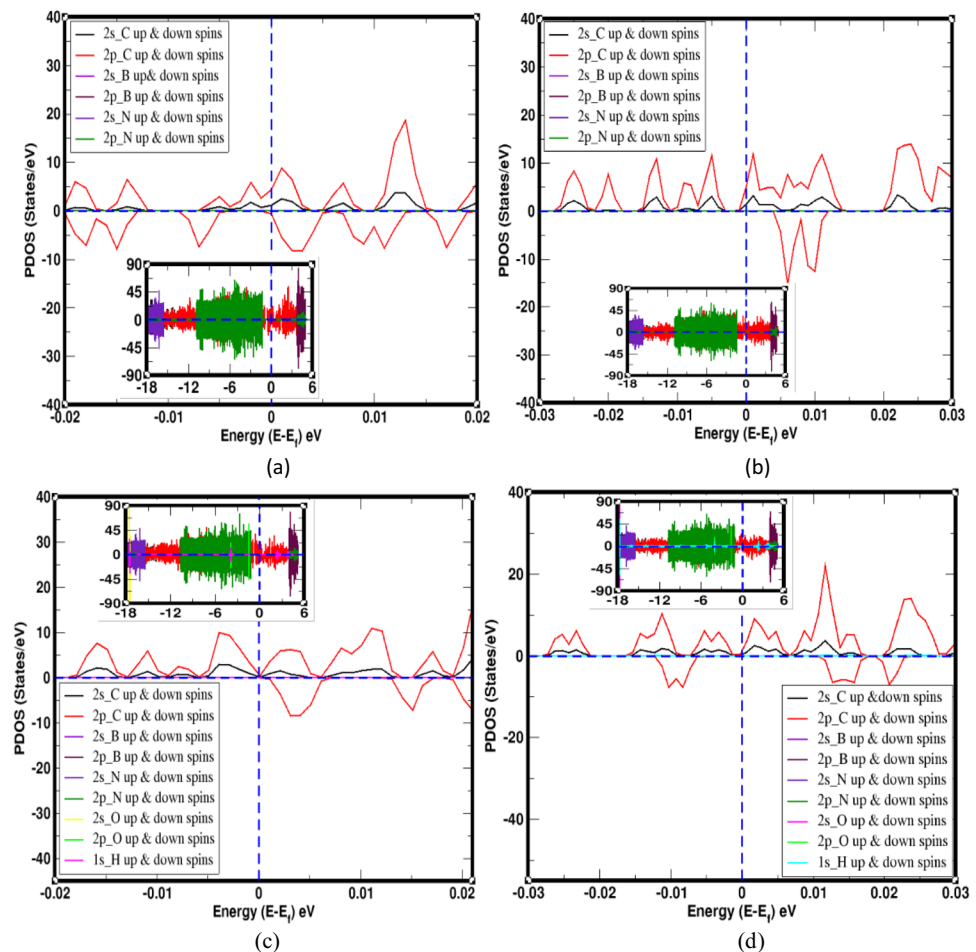 2s_C up & down spins
2p_C up & down spins
2s_B up& down spins
2p_B up & down spins
2s_N up & down spins
2p_N up & down spins
PDOS (States/eV)
40
30
20
10
0
-10
-20
-30
-40
90
45
0
-45
-90
-18 -12 -6 0 6
-0.02 -0.01 0 0.01 0.02
Energy (E-Ef) eV
(a)
2s_C up & down spins
2p_C up & down spins
2s_B up & down spins
2p_B up & down spins
2s_N up & down spins
2p_N up & down spins
PDOS (States/eV)
40
30
20
10
0
-10
-20
-30
-40
90
45
0
-45
-90
-18 -12 -6 0 6
-0.03 -0.02 -0.01 0 0.01 0.02 0.03
Energy (E-Ef) eV
(b)
90
45
0
-45
-90
-18 -12 -6 0 6
PDOS (States/eV)
40
30
20
10
0
-10
-20
-30
-40
2s_C up & down spins
2p_C up & down spins
2s_B up & down spins
2p_B up & down spins
2s_N up & down spins
2p_N up & down spins
2s_O up & down spins
2p_O up & down spins
1s_H up & down spins
-0.02 -0.01 0 0.01 0.02
Energy (E-Ef) eV
(c)
90
45
0
-45
-90
-18 -12 -6 0 6
PDOS (States/eV)
40
20
0
-20
-40
2s_C up &down spins
2p_C up & down spins
2s_B up & down spins
2p_B up & down spins
2s_N up & down spins
2p_N up & down spins
2s_O up & down spins
2p_O up & down spins
1s_H up & down spins
-0.03 -0.02 -0.01 0 0.01 0.02 0.03
Energy (E-Ef) eV
(d)